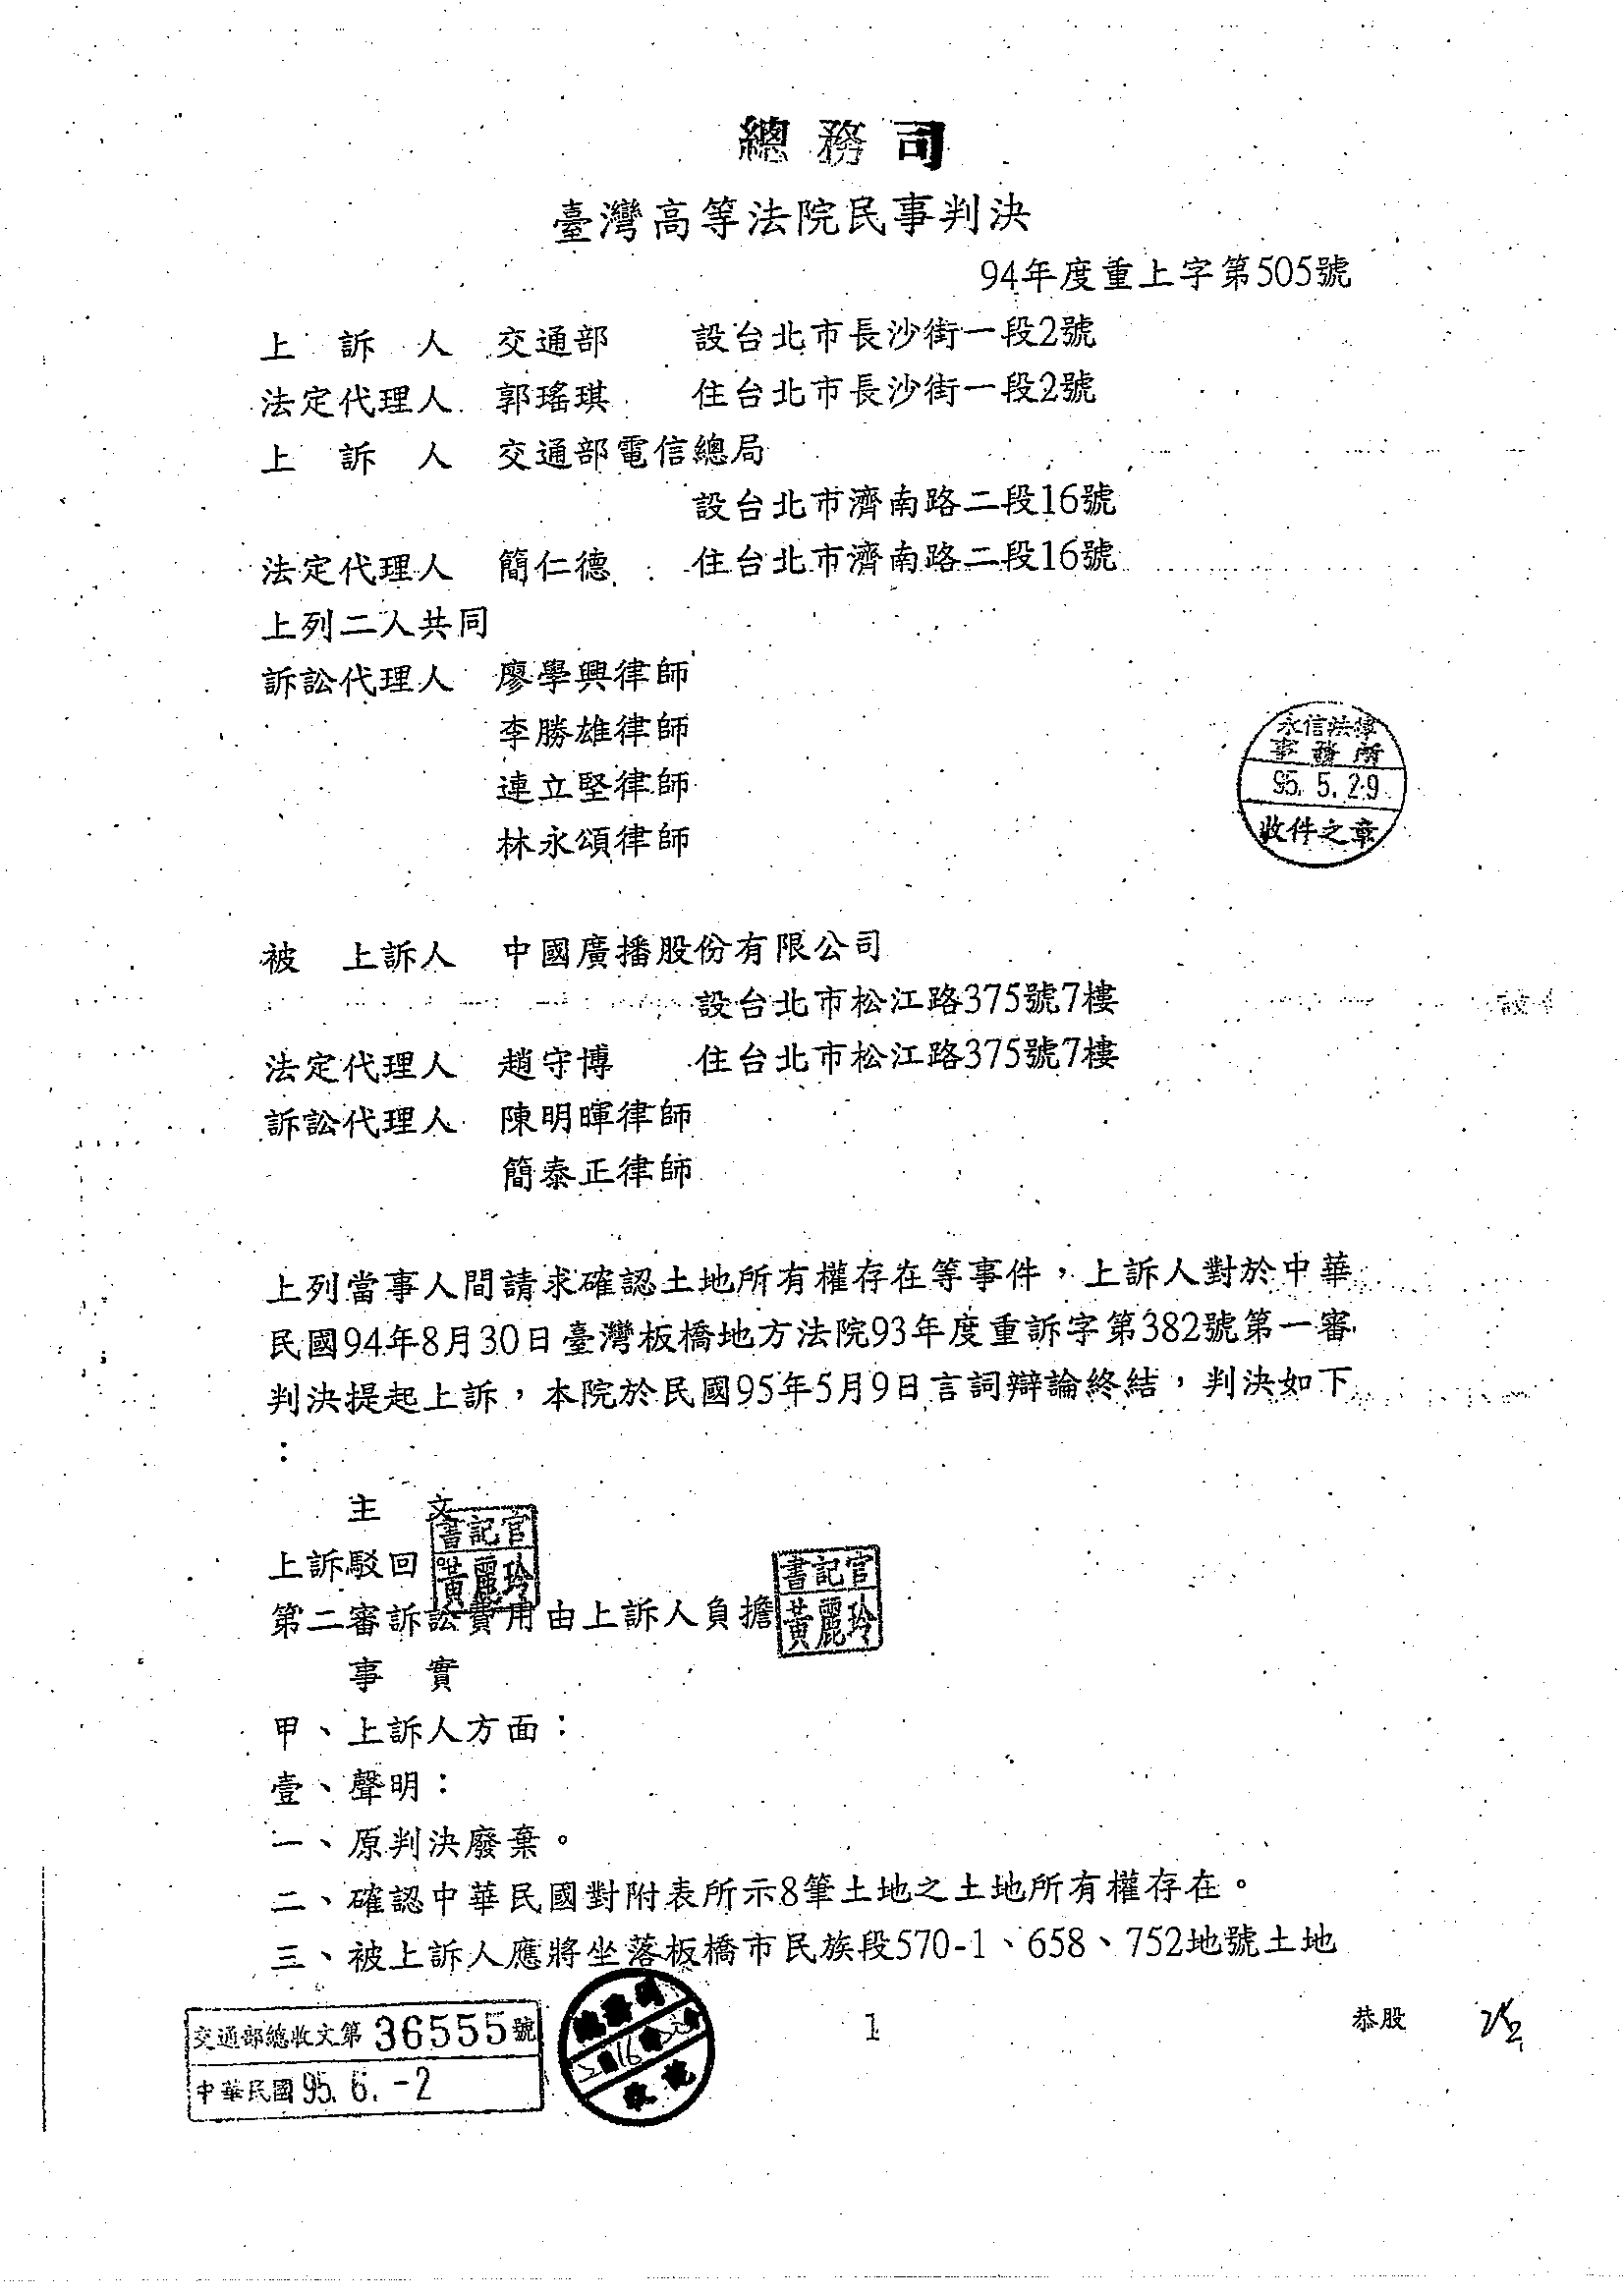 總務司
臺灣高等法院民事判決
94年度重上字第505號
上訴人 交通部 設台北市長沙街一段2號
法定代理人 郭瑤琪 住台北市長沙街一段2號
上訴人 交通部電信總局
設台北市濟南路二段16號
法定代理人 簡仁德 住台北市濟南路二段16號
上列二人共同
訴訟代理人 廖學興律師
李勝雄律師
連立堅律師
林永頌律師
永信法律
事務所
95.5.29
收件之章
被上訴人 中國廣播股份有限公司
設台北市松江路375號7樓
法定代理人 趙守博 住台北市松江路375號7樓
訴訟代理人 陳明暉律師
簡泰正律師
上列當事人間請求確認土地所有權存在等事件，上訴人對於中華
民國94年8月30日臺灣板橋地方法院93年度重訴字第382號第一審
判決提起上訴，本院於民國95年5月9日言詞辯論終結，判決如下
：
主文
書記官
黃麗玲
上訴駁回
書記官
黃麗玲
第二審訴訟費用由上訴人負擔
事實
甲、上訴人方面：
壹、聲明：
一、原判決廢棄。
二、確認中華民國對附表所示8筆土地之土地所有權存在。
三、被上訴人應將坐落板橋市民族段570-1、658、752地號土地
交通部總收文第36555號
中華民國95.6.-2
1
恭股